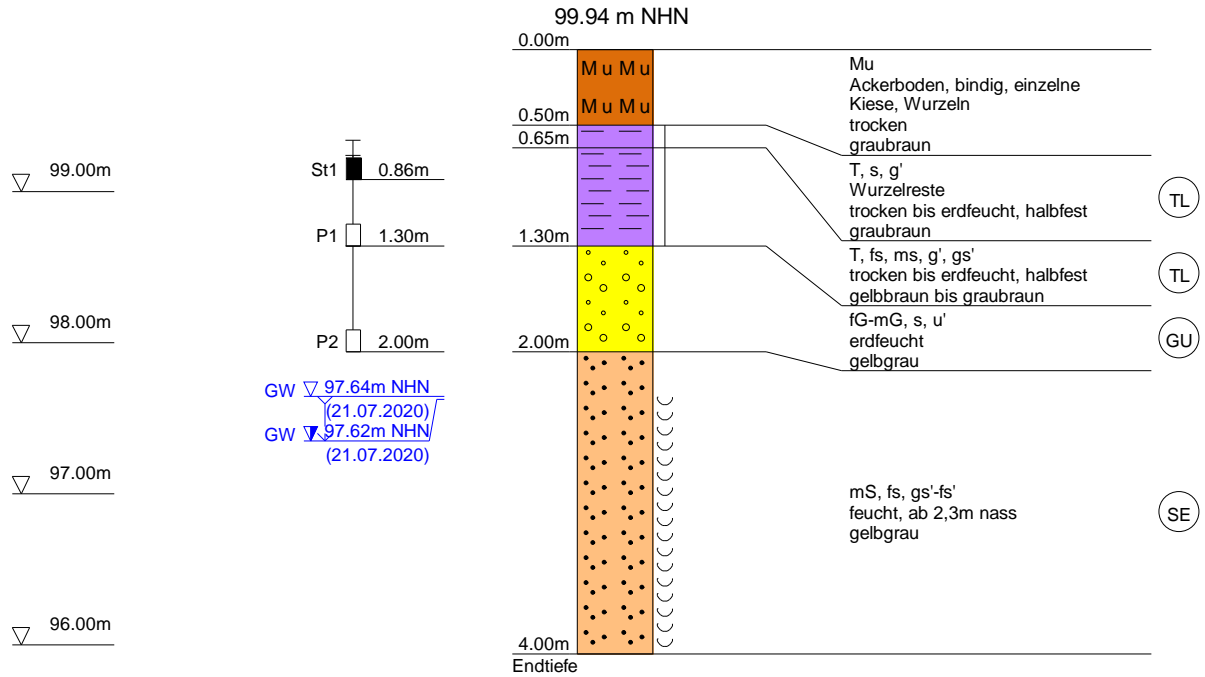 99.94 m NHN
0.00m
Mu Mu
Mu Mu
0.50m
0.65m
1.30m
2.00m
4.00m
Endtiefe
99.00m
98.00m
97.00m
96.00m
St1 0.86m
P1 1.30m
P2 2.00m
GW 97.64m NHN
(21.07.2020)
GW 97.62m NHN
(21.07.2020)
Mu
Ackerboden, bindig, einzelne
Kiese, Wurzeln
trocken
graubraun
T, s, g'
Wurzelreste
trocken bis erdfeucht, halbfest
graubraun
TL
T, fs, ms, g', gs'
trocken bis erdfeucht, halbfest
gelbbraun bis graubraun
TL
fG-mG, s, u'
erdfeucht
gelbgrau
GU
mS, fs, gs'-fs'
feucht, ab 2,3m nass
gelbgrau
SE